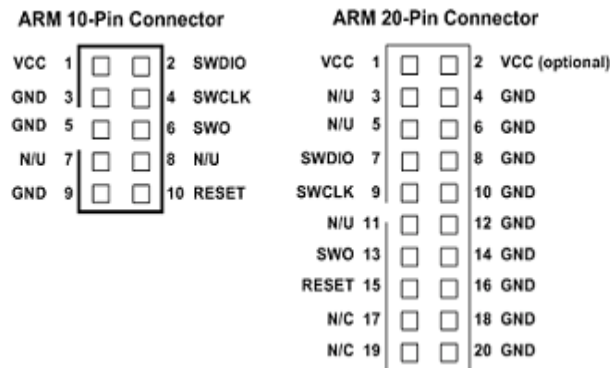 ARM 10-Pin Connector
VCC 1 2 SWDIO
GND 3 4 SWCLK
GND 5 6 SWO
N/U 7 8 N/U
GND 9 10 RESET
ARM 20-Pin Connector
VCC 1 2 VCC (optional)
N/U 3 4 GND
N/U 5 6 GND
SWDIO 7 8 GND
SWCLK 9 10 GND
N/U 11 12 GND
SWO 13 14 GND
RESET 15 16 GND
N/C 17 18 GND
N/C 19 20 GND